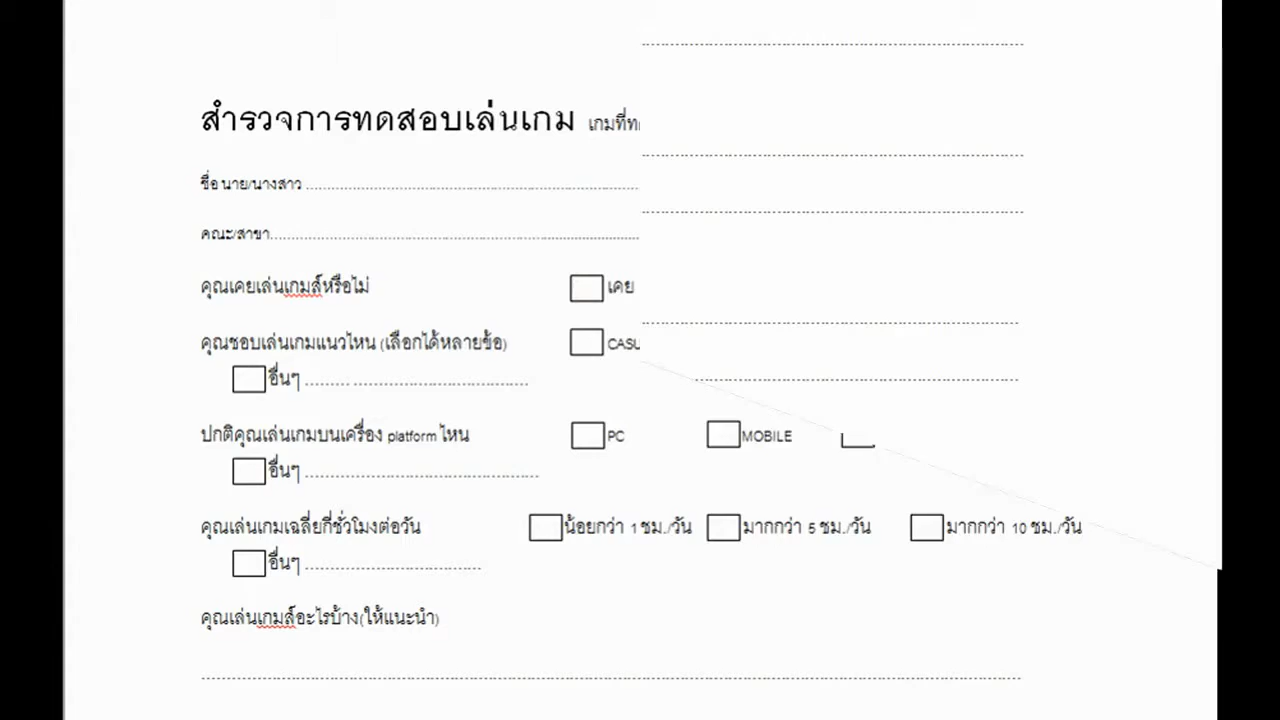 สำรวจการทดสอบเล่นเกม
ชื่อ นาย/นางสาว ................................................
คณะ/สาขา................................................
คุณเคยเล่นเกมส์หรือไม่ เคย
คุณชอบเล่นเกมแนวไหน (เลือกได้หลายข้อ)
อื่นๆ ................................
ปกติคุณเล่นเกมบนเครื่อง platform ไหน PC MOBILE
อื่นๆ ................................
คุณเล่นเกมเฉลี่ยกี่ชั่วโมงต่อวัน น้อยกว่า 1 ชม./วัน มากกว่า 5 ชม./วัน มากกว่า 10 ชม./วัน
อื่นๆ ................................
คุณเล่นเกมส์อะไรบ้าง(ให้แนะนำ)